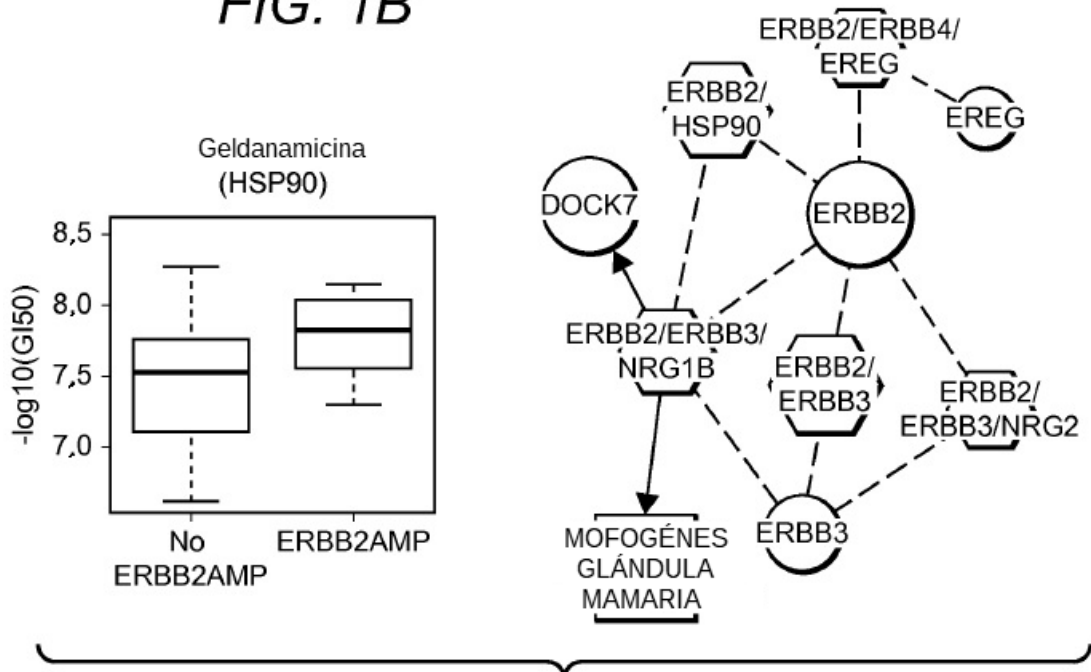 FIG. 1B
Geldanamicina
(HSP90)
-log10(GI50)
8,5
8,0
7,5
7,0
No
ERBB2AMP
ERBB2AMP
ERBB2/ERBB4/
EREG
EREG
ERBB2/
HSP90
DOCK7
ERBB2
ERBB2/ERBB3/
NRG1B
ERBB2/
ERBB3
ERBB2/
ERBB3/NRG2
ERBB3
MOFOGÉNES
GLÁNDULA
MAMARIA